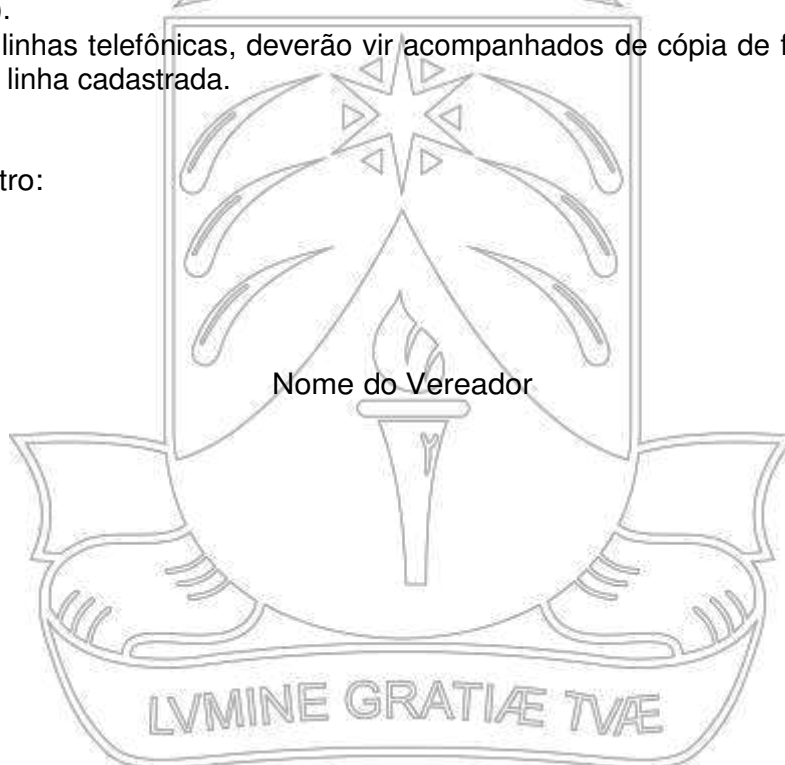 .
linhas telefônicas, deverão vir acompanhados de cópia de
linha cadastrada.
tro:
Nome do Vereador
LVMINE GRATIÆ TVÆ